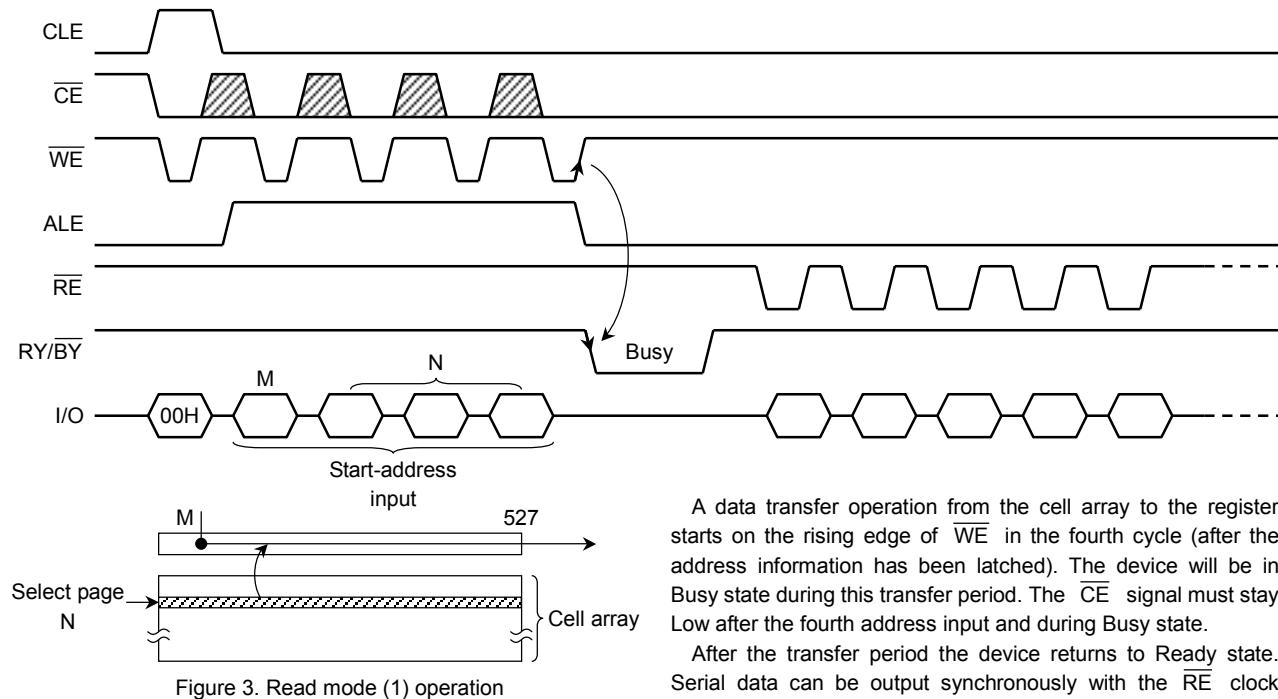 CLE
CE
WE
ALE
RE
RY/BY
Busy
M
N
I/O
00H
Start-address
input
M
527
Select page
N
Cell array
Figure 3. Read mode (1) operation
A data transfer operation from the cell array to the register
starts on the rising edge of WE in the fourth cycle (after the
address information has been latched). The device will be in
Busy state during this transfer period. The CE signal must stay
Low after the fourth address input and during Busy state.
After the transfer period the device returns to Ready state.
Serial data can be output synchronously with the RE clock